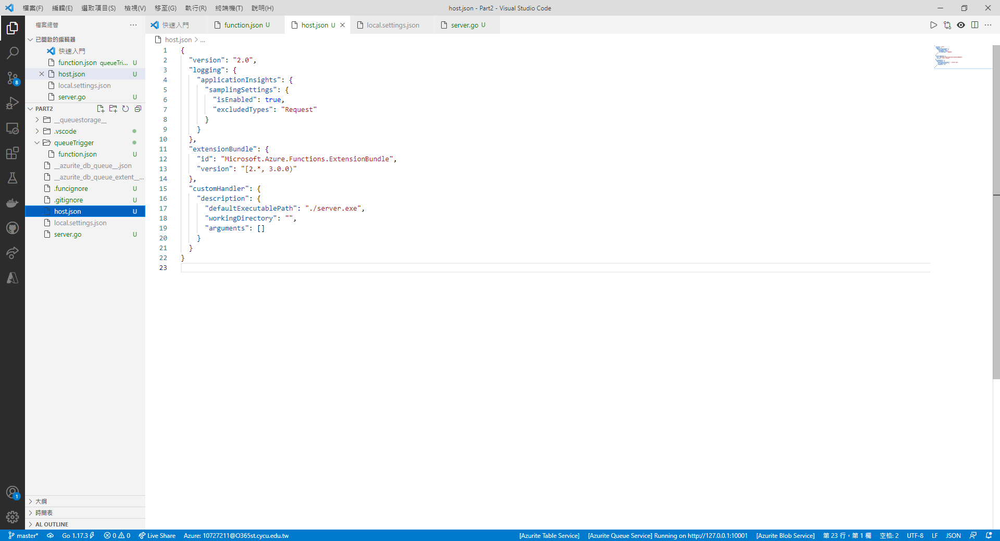 檔案(F) 編輯(E) 選取項目(S) 檢視(V) 移至(G) 執行(R) 終端機(T) 說明(H)
host.json - Part2 - Visual Studio Code
檔案總管
已開啟的編輯器
快速入門
function.json queueTri... U
host.json U
local.settings.json
server.go U
PART2
__queuestorage__
.vscode
queueTrigger
function.json U
__azurite_db_queue__.json
__azurite_db_queue_extent__...
.funcignore U
.gitignore U
host.json U
local.settings.json
server.go U
大綱
時間表
AL OUTLINE
8
1
快速入門 function.json U host.json U local.settings.json server.go U
host.json > ...
1 {
2 "version": "2.0",
3 "logging": {
4 "applicationInsights": {
5 "samplingSettings": {
6 "isEnabled": true,
7 "excludedTypes": "Request"
8 }
9 }
10 },
11 "extensionBundle": {
12 "id": "Microsoft.Azure.Functions.ExtensionBundle",
13 "version": "[2.*, 3.0.0)"
14 },
15 "customHandler": {
16 "description": {
17 "defaultExecutablePath": "./server.exe",
18 "workingDirectory": "",
19 "arguments": []
20 }
21 }
22 }
23
master* Go 1.17.3 0 0 Live Share Azure: 10727211@O365st.cycu.edu.tw [Azurite Table Service] [Azurite Queue Service] Running on http://127.0.0.1:10001 [Azurite Blob Service] 第 23 行，第 1 欄 空格: 2 UTF-8 LF JSON